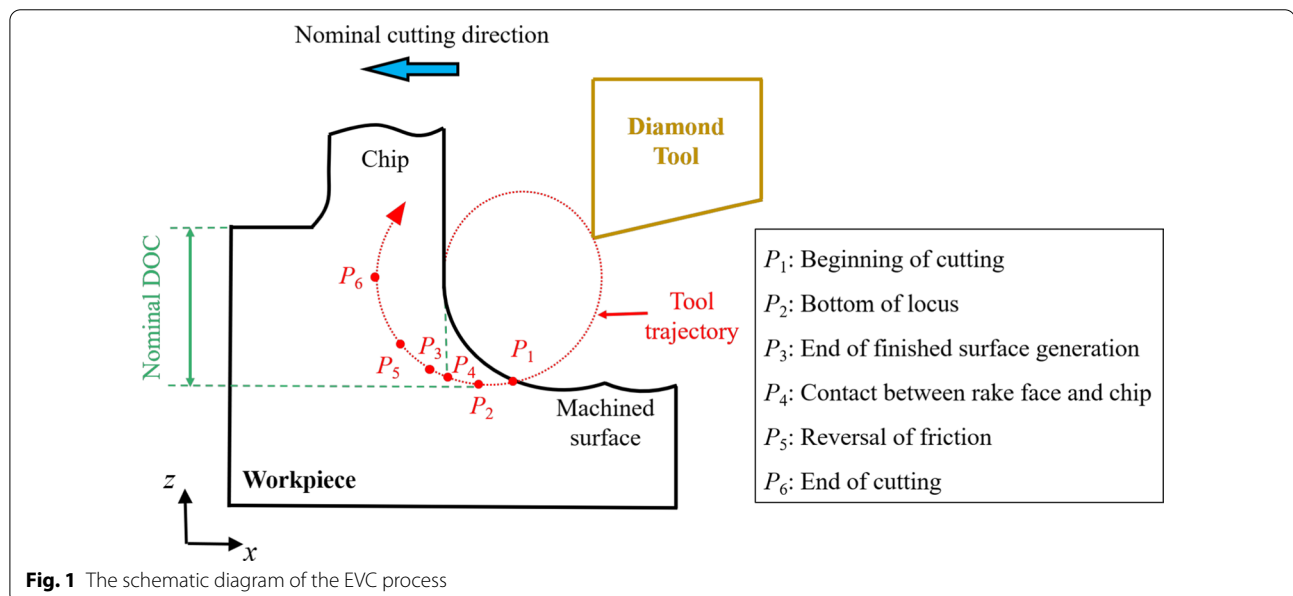 Nominal cutting direction
Diamond
Tool
Chip
Nominal DOC
P6
P5
P3
P4
P2
P1
Tool
trajectory
Machined
surface
Workpiece
z
x
P1: Beginning of cutting
P2: Bottom of locus
P3: End of finished surface generation
P4: Contact between rake face and chip
P5: Reversal of friction
P6: End of cutting
Fig. 1 The schematic diagram of the EVC process